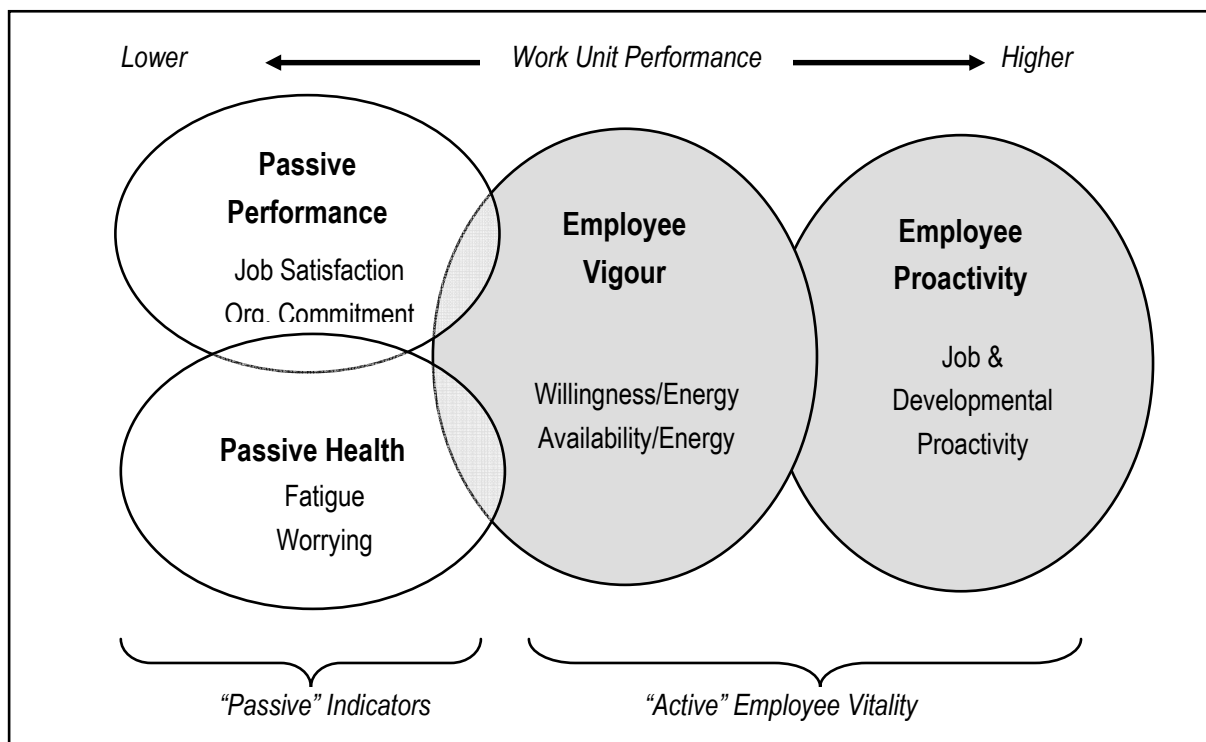 Lower Work Unit Performance Higher
Passive
Performance
Job Satisfaction
Org. Commitment
Passive Health
Fatigue
Worrying
Employee
Vigour
Willingness/Energy
Availability/Energy
Employee
Proactivity
Job &
Developmental
Proactivity
“Passive” Indicators
“Active” Employee Vitality